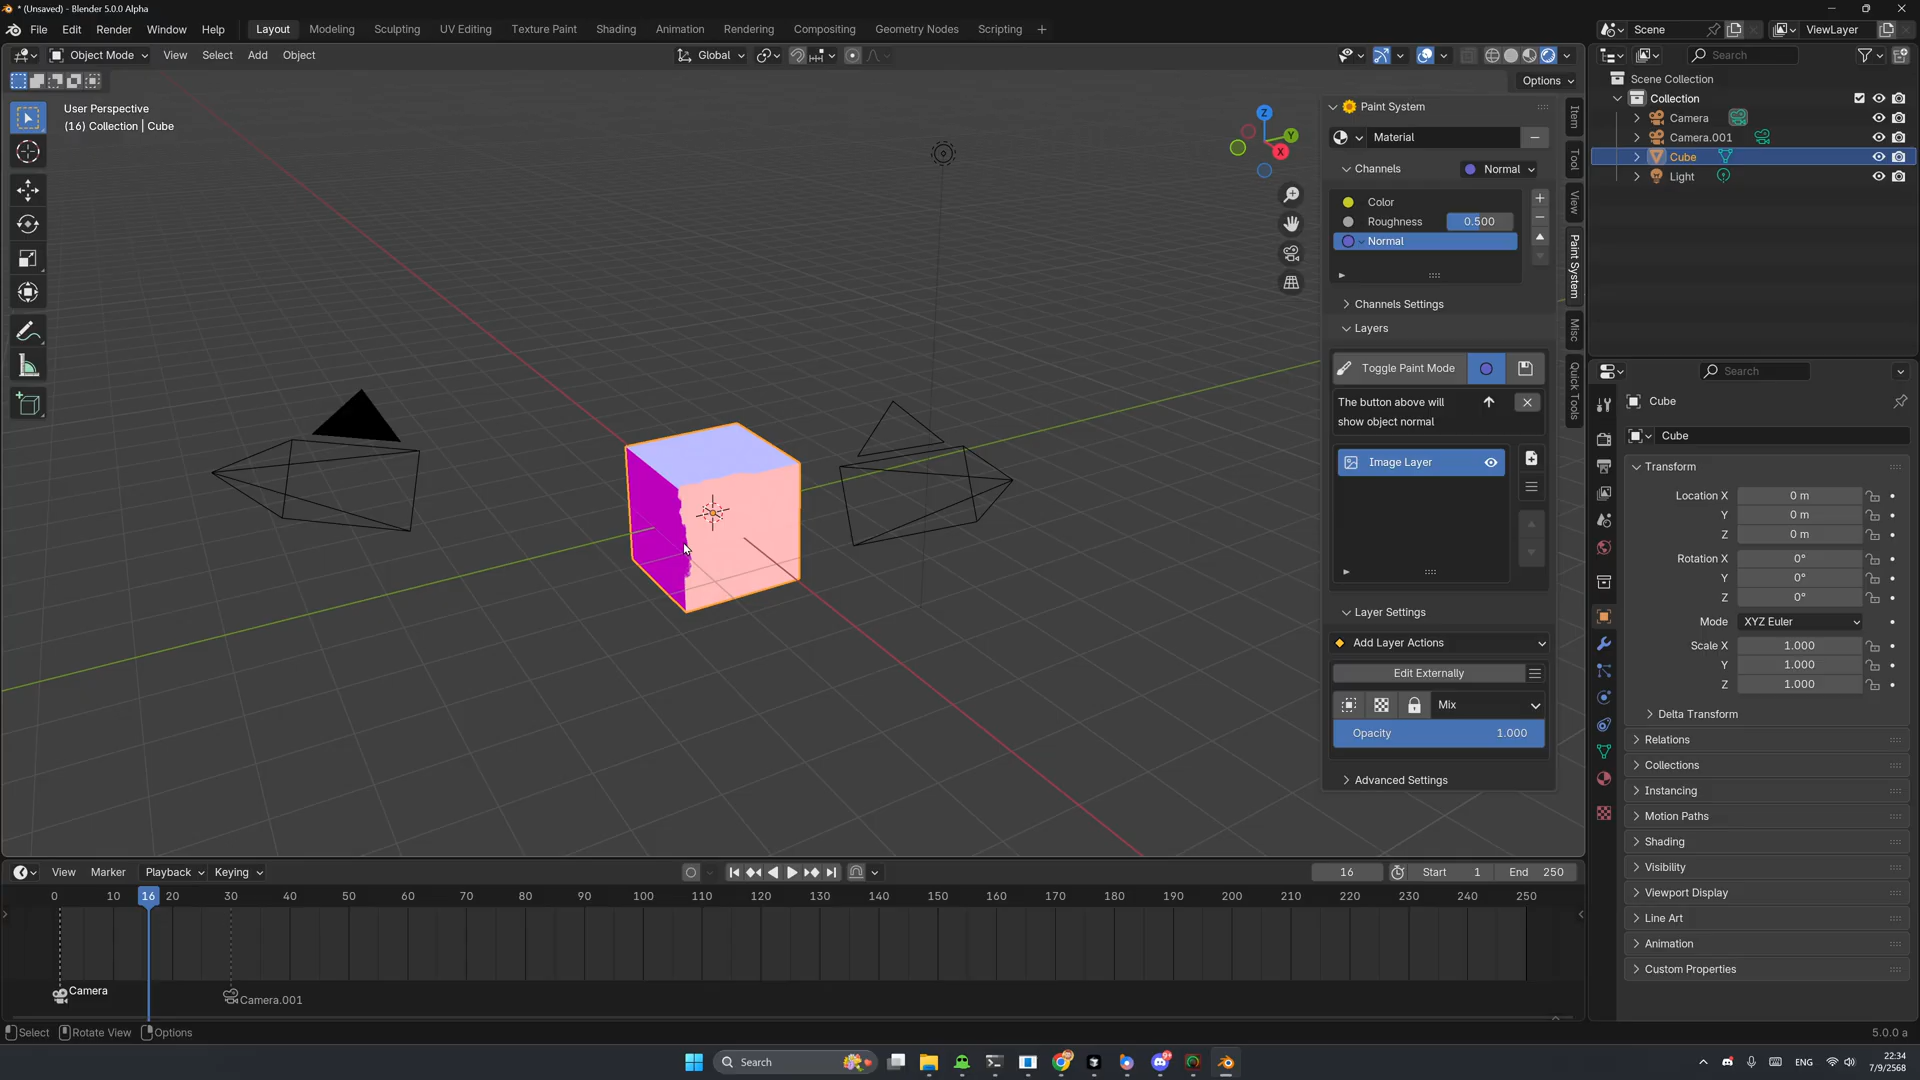 * (Unsaved) - Blender 5.0.0 Alpha
File Edit Render Window Help Layout Modeling Sculpting UV Editing Texture Paint Shading Animation Rendering Compositing Geometry Nodes Scripting +
Scene ViewLayer
Object Mode View Select Add Object Global
Search
Options
User Perspective
(16) Collection | Cube
Z
Y
X
Paint System
Material
Channels Normal
Color
Roughness 0.500
Normal
Channels Settings
Layers
Toggle Paint Mode
The button above will
show object normal
Image Layer
Layer Settings
Add Layer Actions
Edit Externally
Mix
Opacity 1.000
Advanced Settings
Item
Tool
View
Paint System
Misc
Quick Tools
Scene Collection
Collection
Camera
Camera.001
Cube
Light
Search
Cube
Cube
Transform
Location X 0 m
Y 0 m
Z 0 m
Rotation X 0°
Y 0°
Z 0°
Mode XYZ Euler
Scale X 1.000
Y 1.000
Z 1.000
Delta Transform
Relations
Collections
Instancing
Motion Paths
Shading
Visibility
Viewport Display
Line Art
Animation
Custom Properties
View Marker Playback Keying 16 Start 1 End 250
0 10 16 20 30 40 50 60 70 80 90 100 110 120 130 140 150 160 170 180 190 200 210 220 230 240 250
Camera
Camera.001
Select Rotate View Options 5.0.0 a
Search
ENG
22:34
7/9/2568